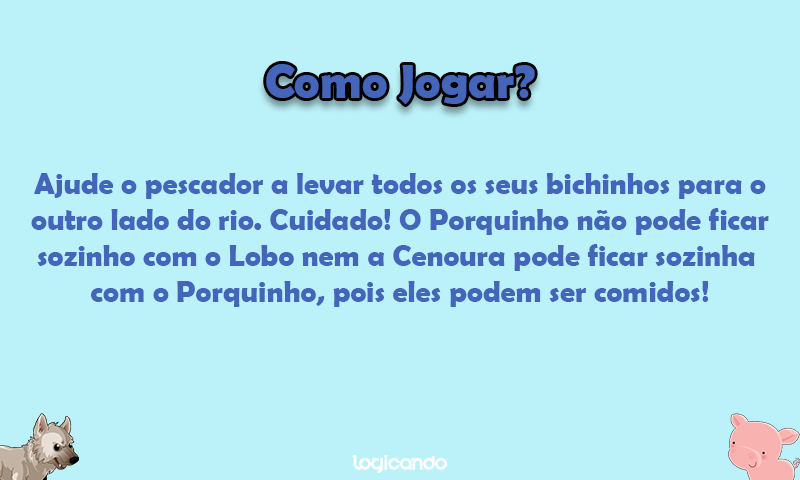 Como Jogar?
Ajude o pescador a levar todos os seus bichinhos para o
outro lado do rio. Cuidado! O Porquinho não pode ficar
sozinho com o Lobo nem a Cenoura pode ficar sozinha
com o Porquinho, pois eles podem ser comidos!
Logicando